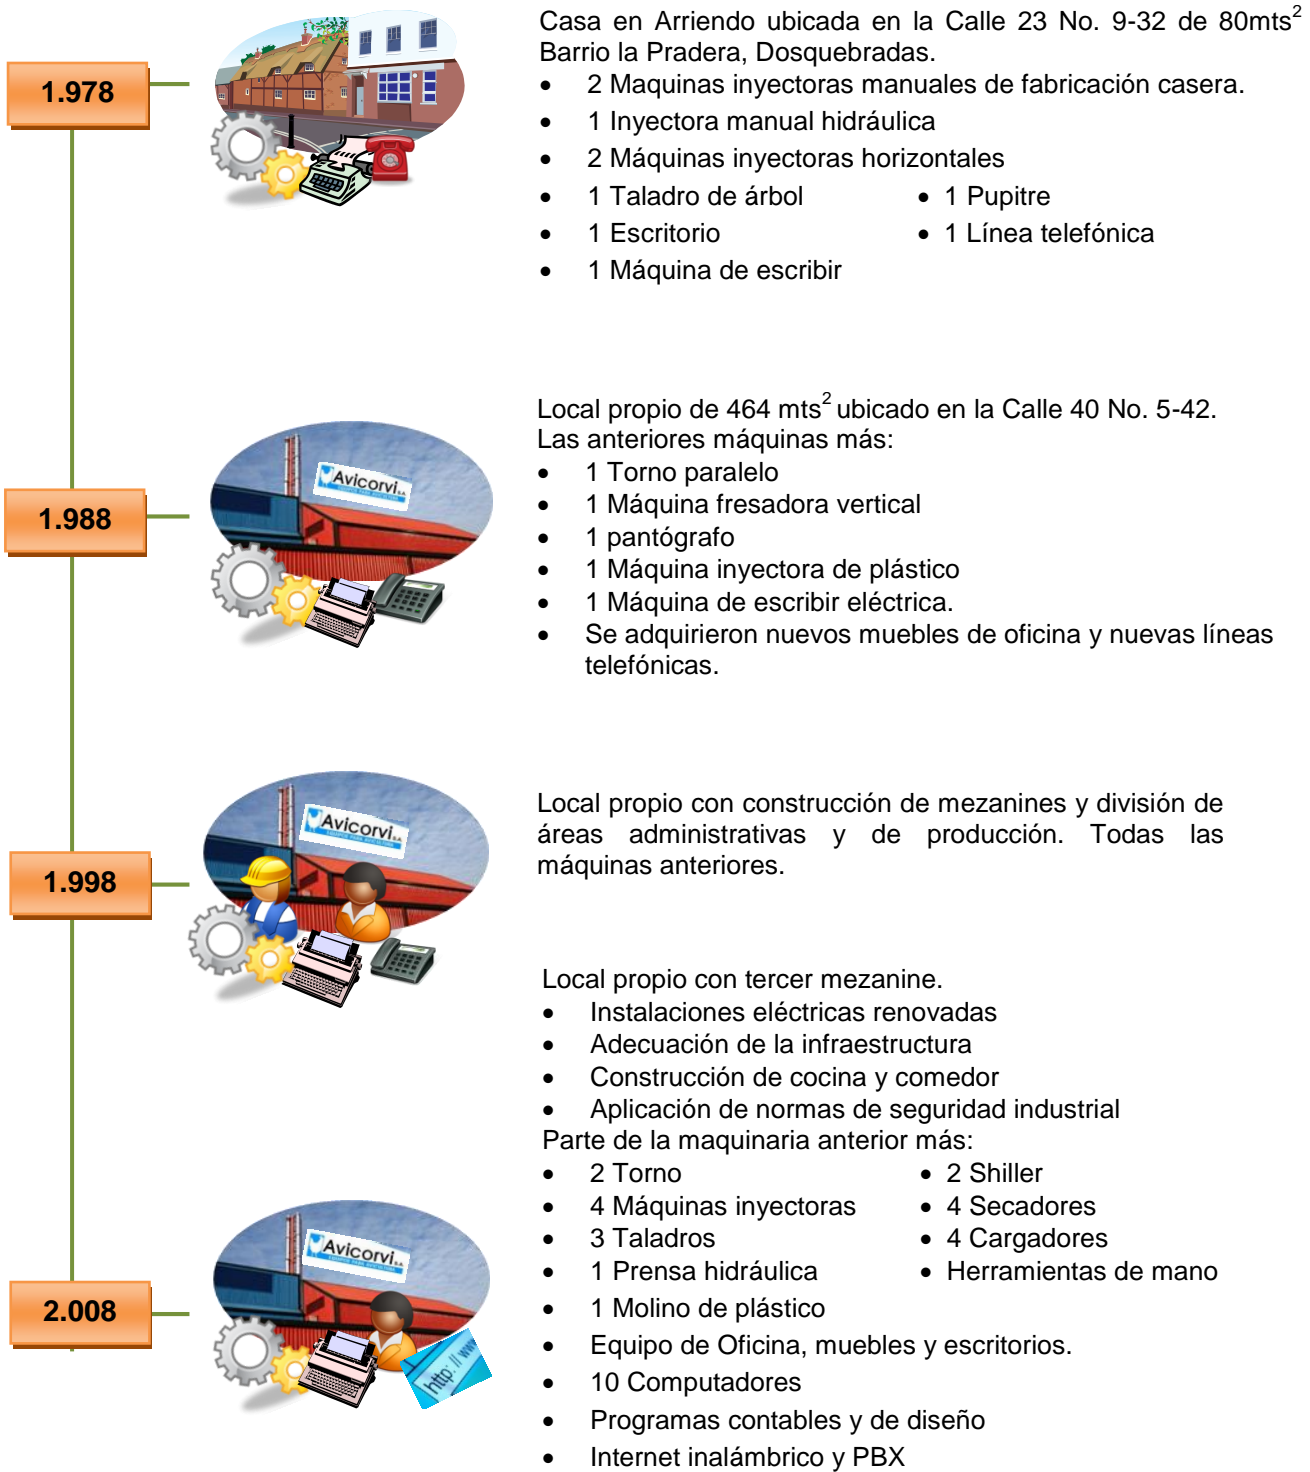 1.978
Casa en Arriendo ubicada en la Calle 23 No. 9-32 de 80mts²
Barrio la Pradera, Dosquebradas.
• 2 Maquinas inyectoras manuales de fabricación casera.
• 1 Inyectora manual hidráulica
• 2 Máquinas inyectoras horizontales
• 1 Taladro de árbol • 1 Pupitre
• 1 Escritorio • 1 Línea telefónica
• 1 Máquina de escribir
1.988
Avicorvi S.A.
Local propio de 464 mts² ubicado en la Calle 40 No. 5-42.
Las anteriores máquinas más:
• 1 Torno paralelo
• 1 Máquina fresadora vertical
• 1 pantógrafo
• 1 Máquina inyectora de plástico
• 1 Máquina de escribir eléctrica.
• Se adquirieron nuevos muebles de oficina y nuevas líneas
telefónicas.
1.998
Avicorvi S.A.
Local propio con construcción de mezanines y división de
áreas administrativas y de producción. Todas las
máquinas anteriores.
2.008
Avicorvi S.A.
http://www
Local propio con tercer mezanine.
• Instalaciones eléctricas renovadas
• Adecuación de la infraestructura
• Construcción de cocina y comedor
• Aplicación de normas de seguridad industrial
Parte de la maquinaria anterior más:
• 2 Torno • 2 Shiller
• 4 Máquinas inyectoras • 4 Secadores
• 3 Taladros • 4 Cargadores
• 1 Prensa hidráulica • Herramientas de mano
• 1 Molino de plástico
• Equipo de Oficina, muebles y escritorios.
• 10 Computadores
• Programas contables y de diseño
• Internet inalámbrico y PBX